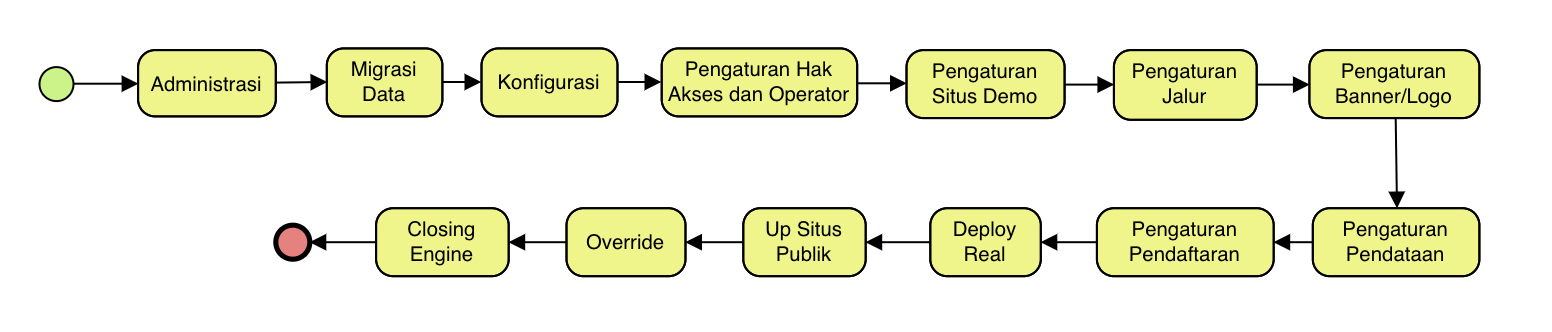 Administrasi
Migrasi
Data
Konfigurasi
Pengaturan Hak
Akses dan Operator
Pengaturan
Situs Demo
Pengaturan
Jalur
Pengaturan
Banner/Logo
Pengaturan
Pendataan
Pengaturan
Pendaftaran
Deploy
Real
Up Situs
Publik
Override
Closing
Engine